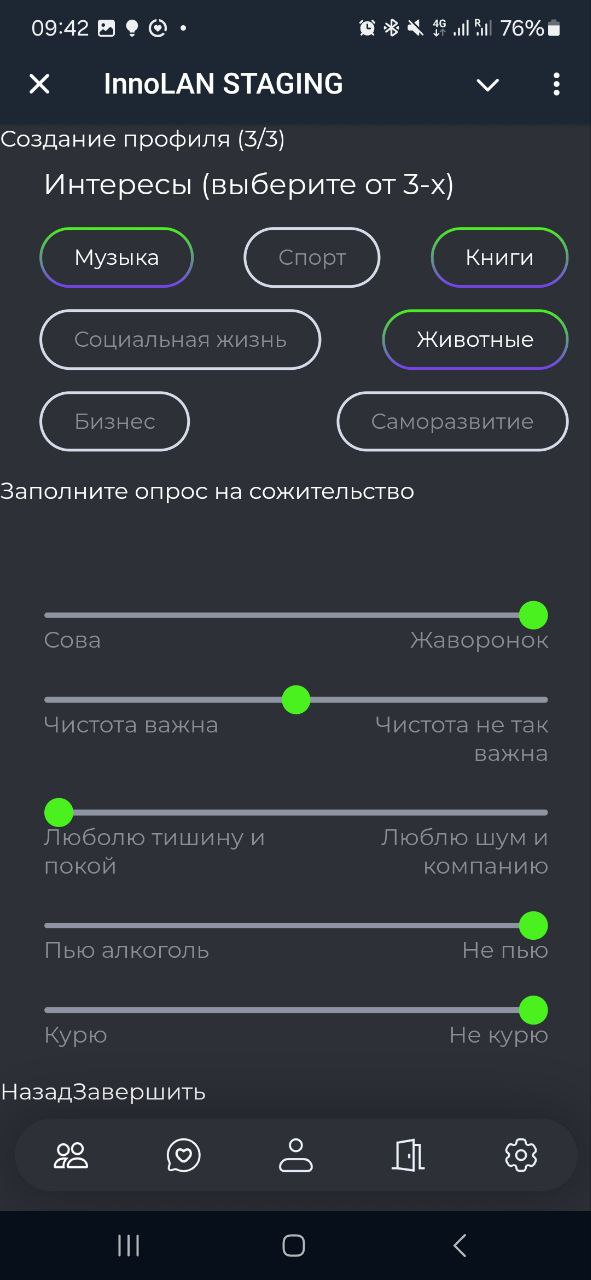 09:42 4G R 76%
InnoLAN STAGING
Создание профиля (3/3)
Интересы (выберите от 3-х)
Музыка Спорт Книги
Социальная жизнь Животные
Бизнес Саморазвитие
Заполните опрос на сожительство
Сова Жаворонок
Чистота важна Чистота не так
важна
Люболю тишину и Люблю шум и
покой компанию
Пью алкоголь Не пью
Курю Не курю
НазадЗавершить